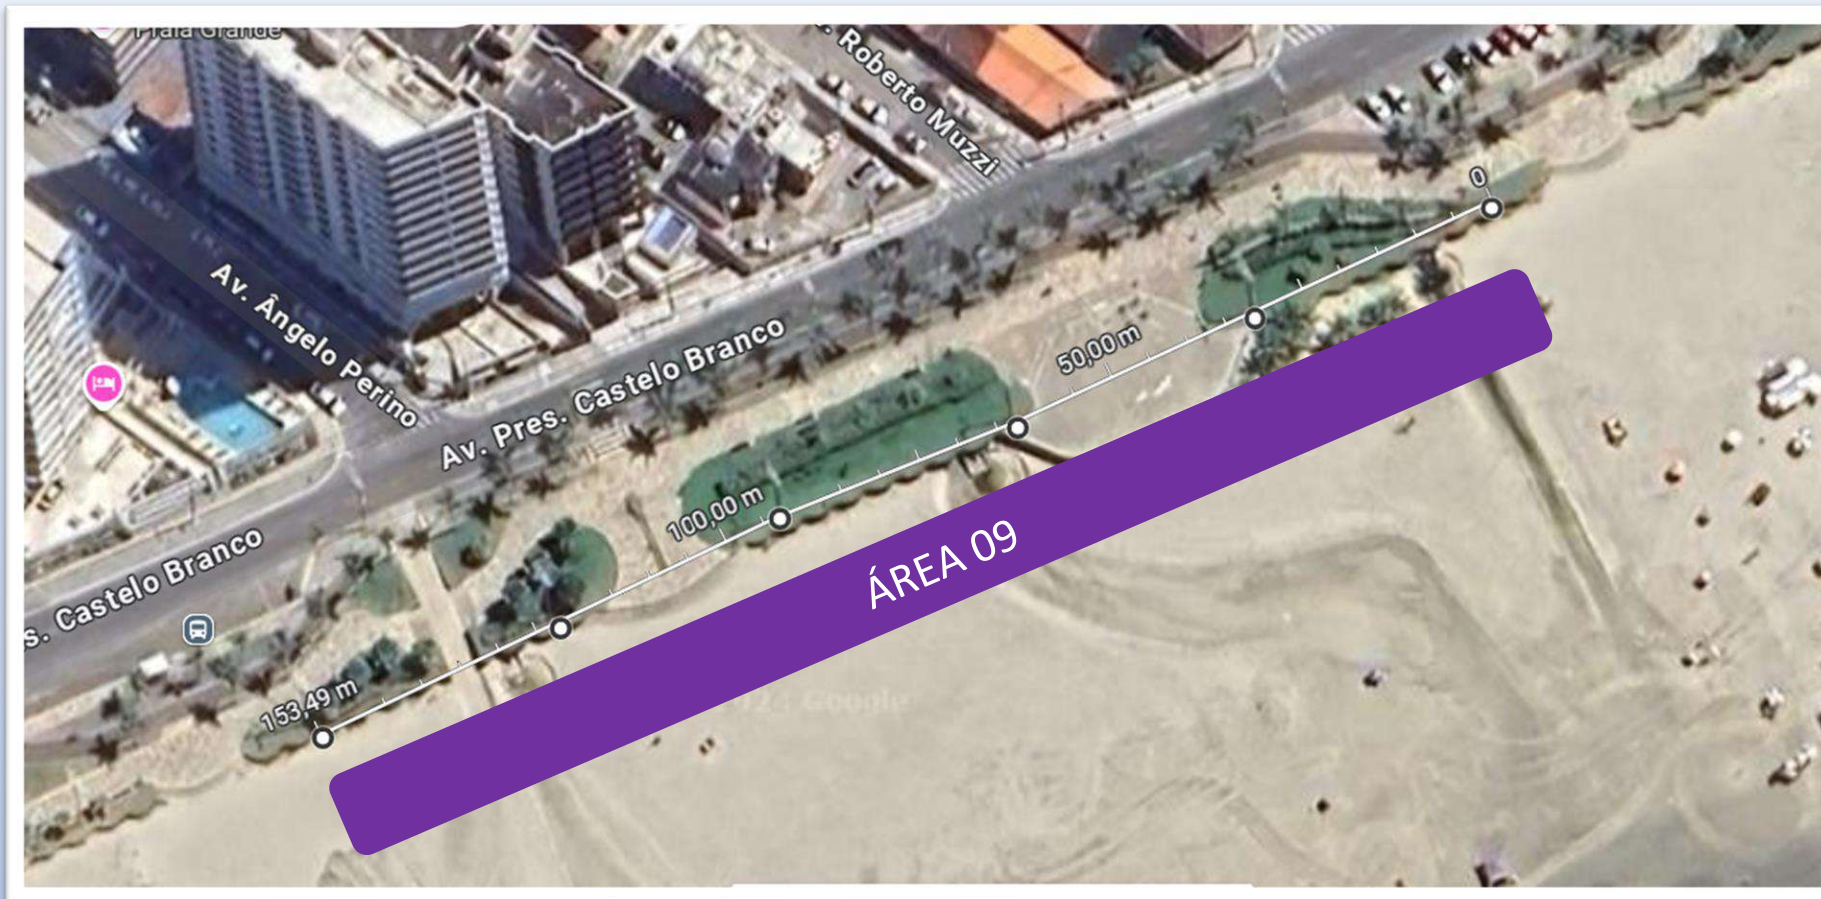 Praia Grande
. Roberto Muzzi
0
Av. Ângelo Perino
50,00 m
Av. Pres. Castelo Branco
100,00 m
ÁREA 09
s. Castelo Branco
153,49 m
Google